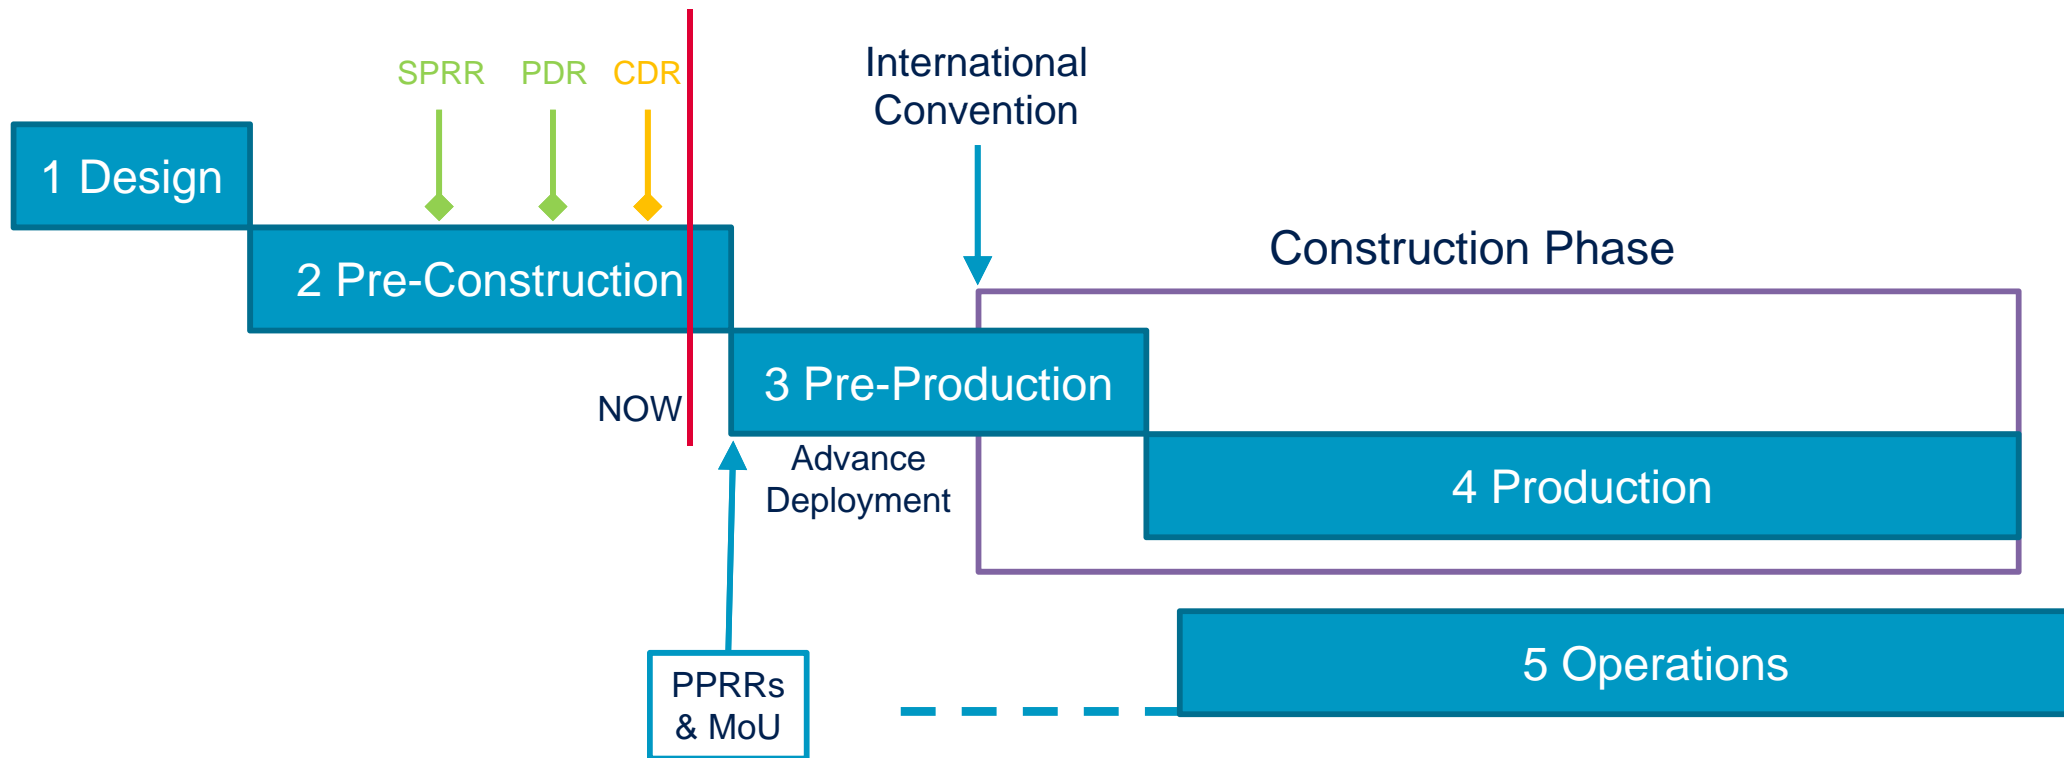 SPRR PDR CDR
International
Convention
1 Design
2 Pre-Construction
Construction Phase
NOW
3 Pre-Production
Advance
Deployment
4 Production
PPRRs
& MoU
5 Operations